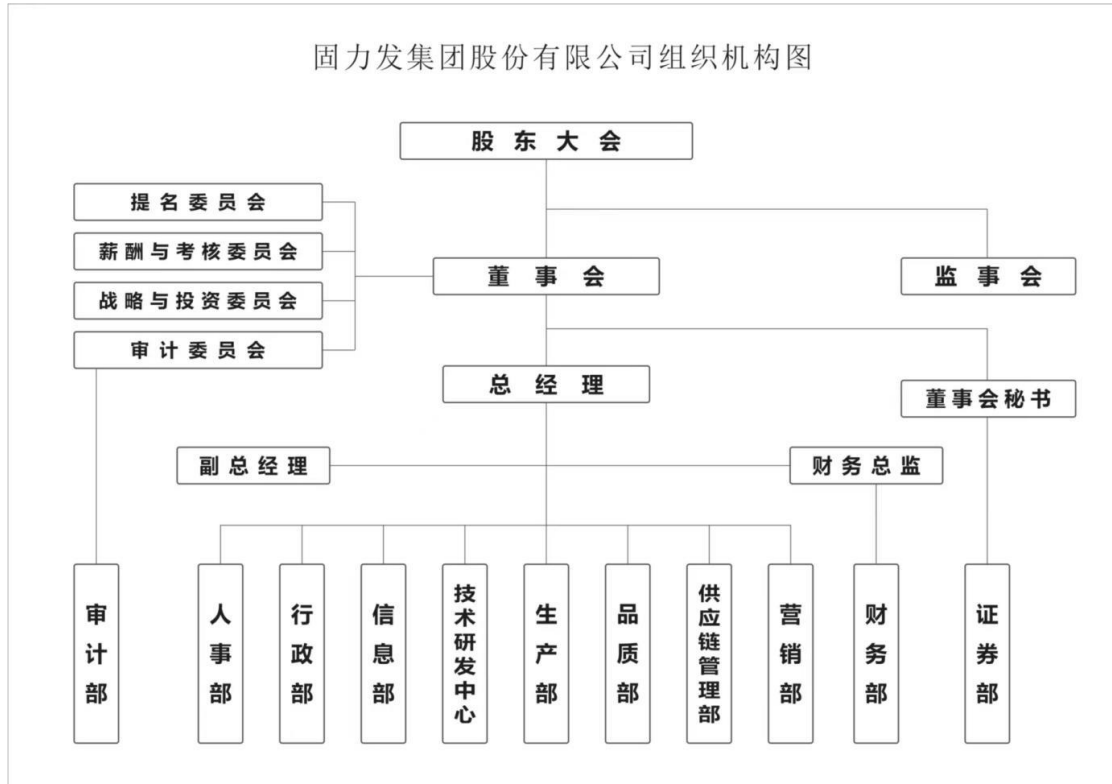 固力发集团股份有限公司组织机构图
股东大会
提名委员会
薪酬与考核委员会
战略与投资委员会
审计委员会
董事会
监事会
总经理
董事会秘书
副总经理
财务总监
审计部
人事部
行政部
信息部
技术研发中心
生产部
品质部
供应链管理部
营销部
财务部
证券部